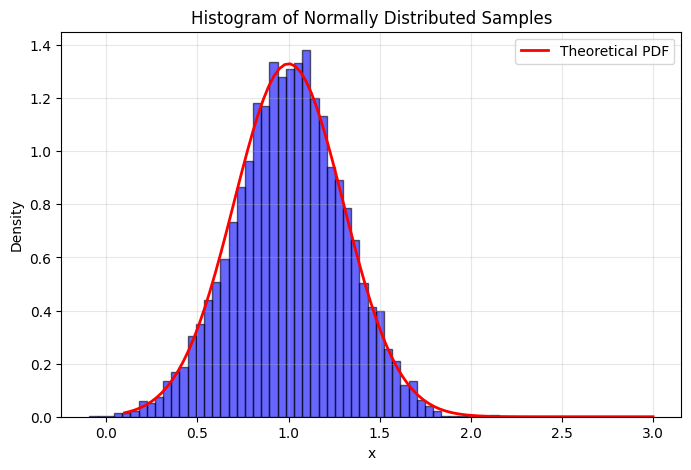 Histogram of Normally Distributed Samples
Theoretical PDF
1.4
1.2
1.0
0.8
0.6
0.4
0.2
0.0
Density
0.0 0.5 1.0 1.5 2.0 2.5 3.0
x